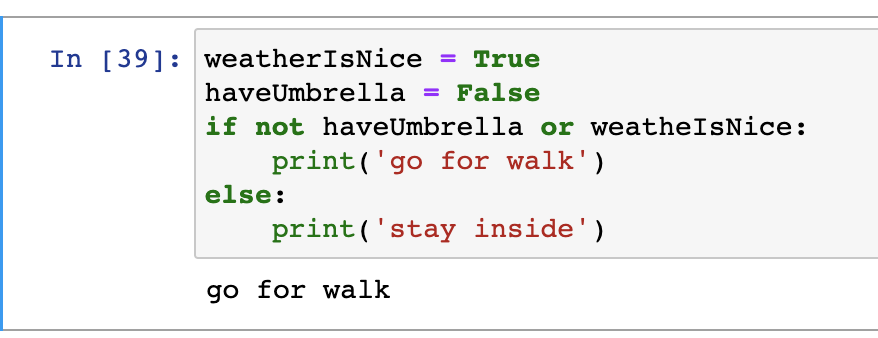 In [39]: weatherIsNice = True
haveUmbrella = False
if not haveUmbrella or weatheIsNice:
    print('go for walk')
else:
    print('stay inside')
go for walk